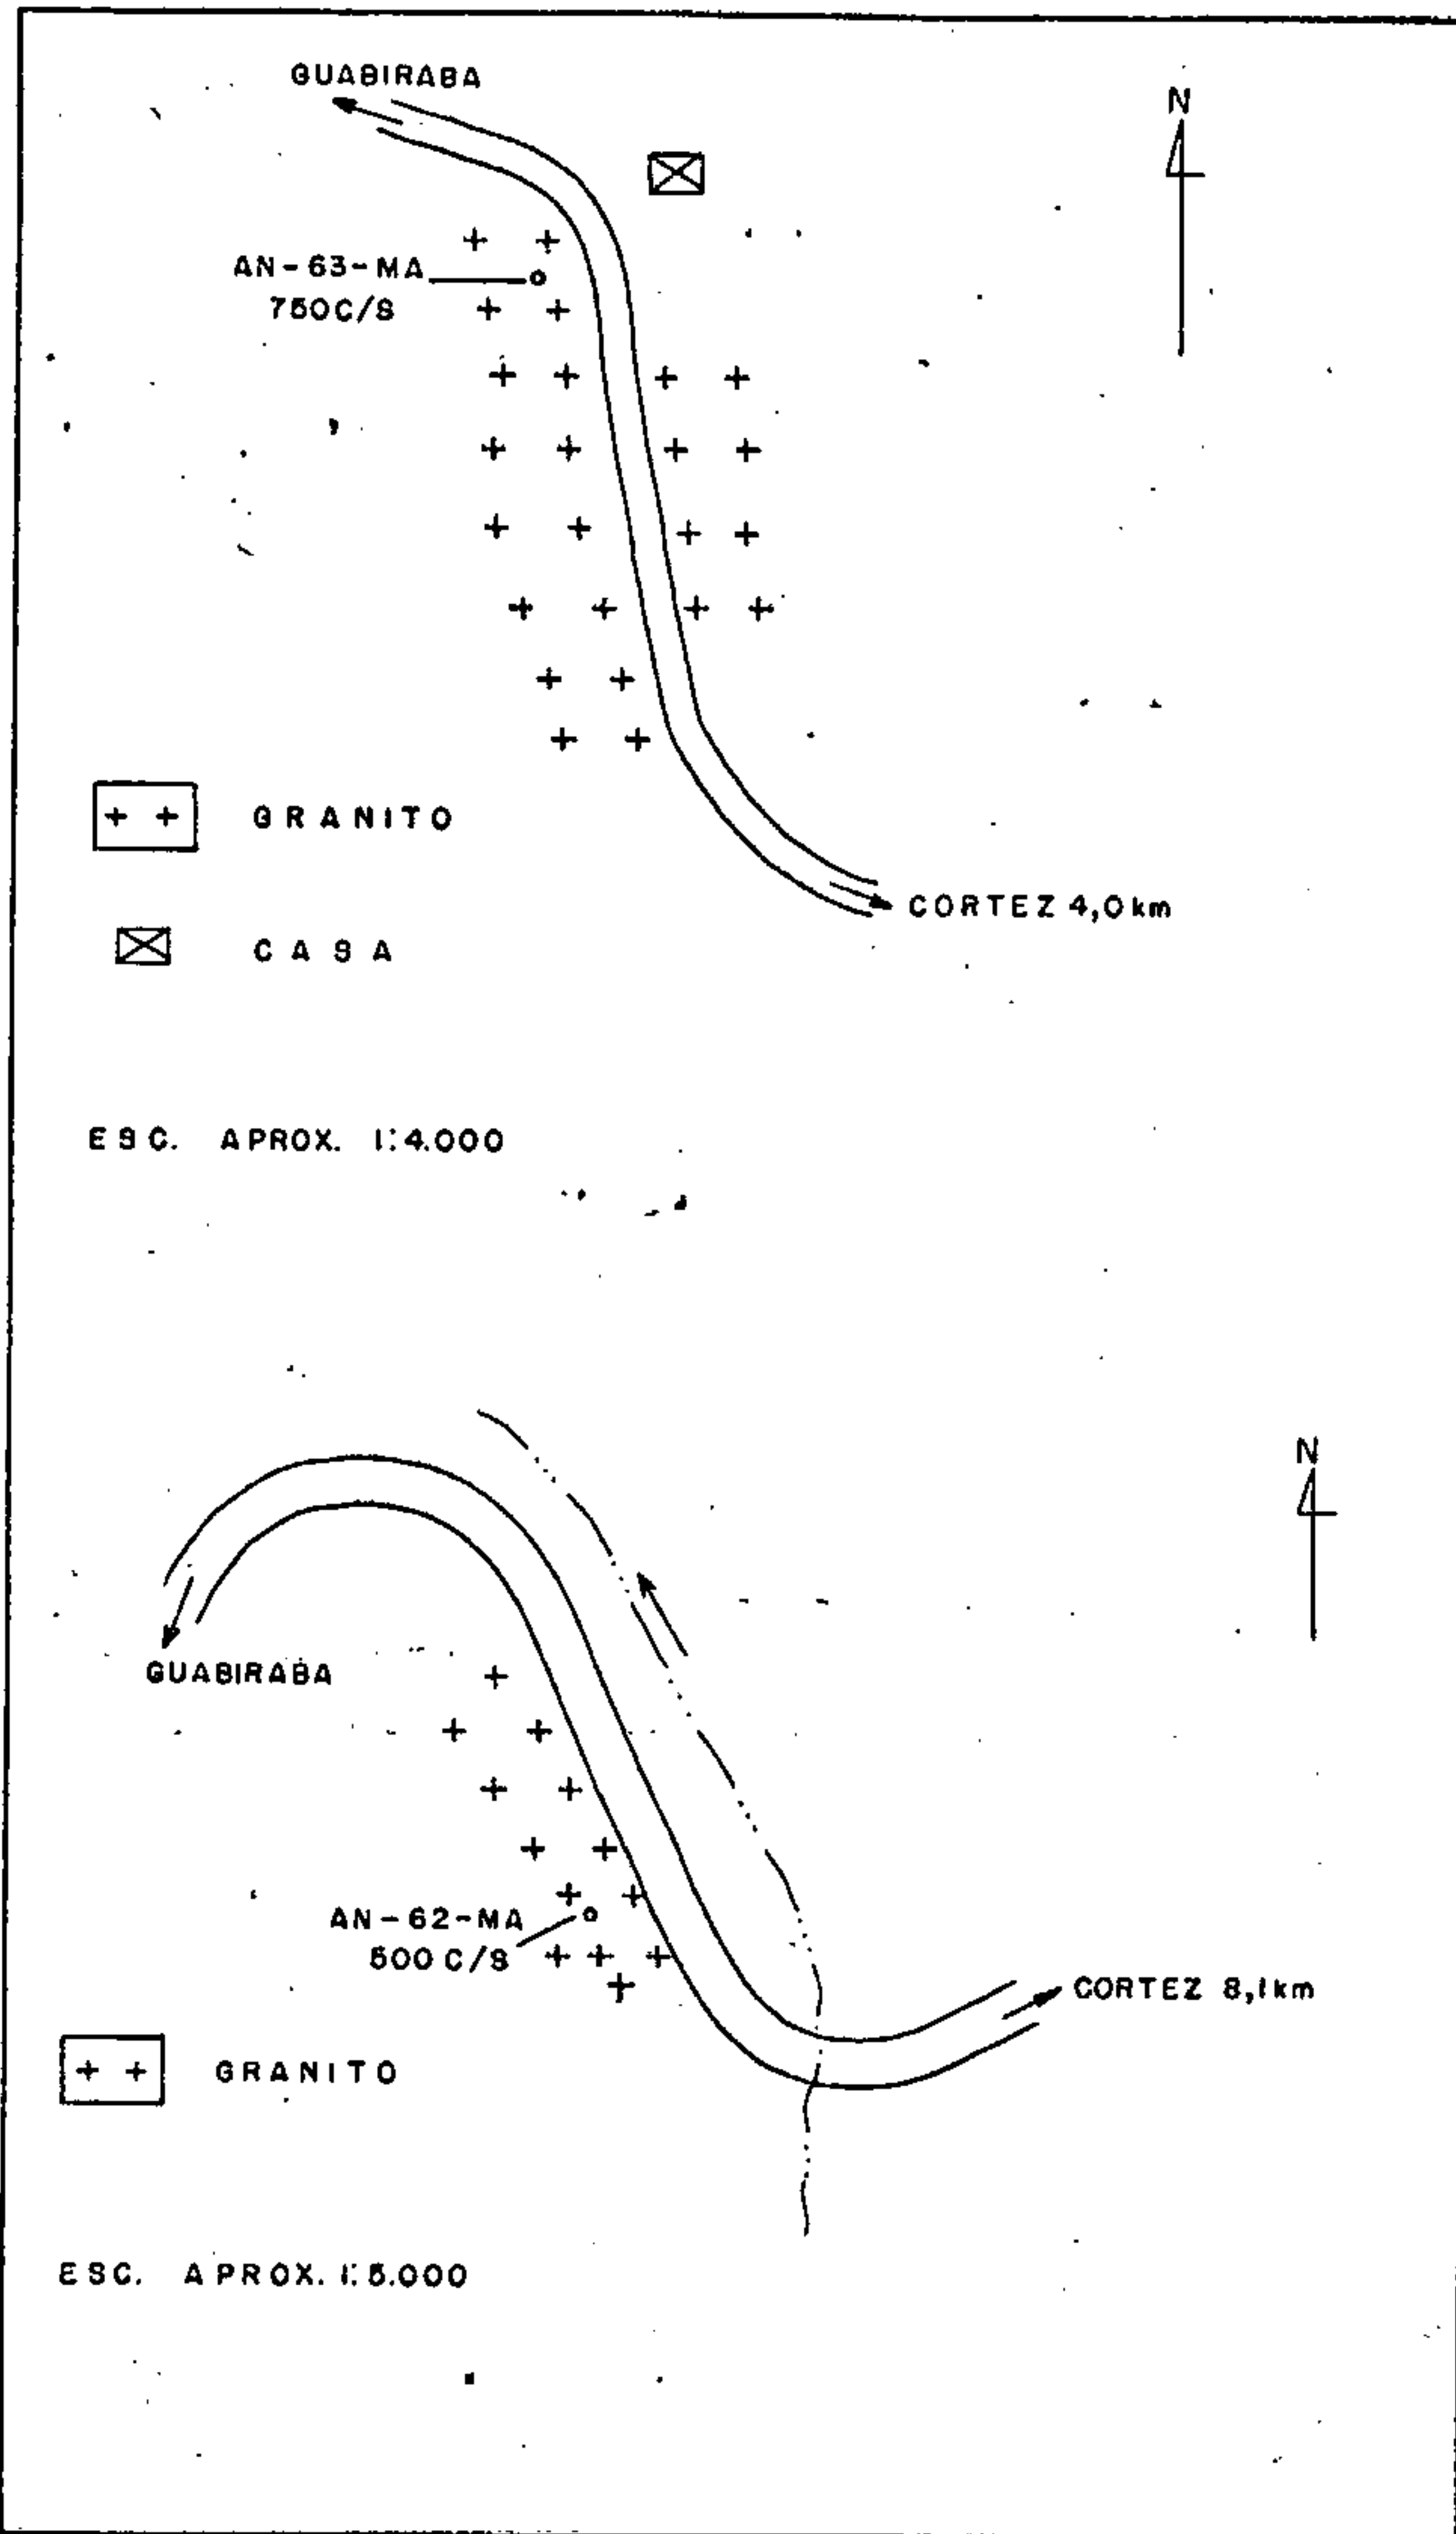 GUABIRABA
N
AN-63-MA
750C/S
GRANITO
CORTEZ 4,0km
CASA
ESC. APROX. 1:4.000
N
GUABIRABA
AN-62-MA
500 C/S
CORTEZ 8,1km
GRANITO
ESC. APROX. 1:5.000